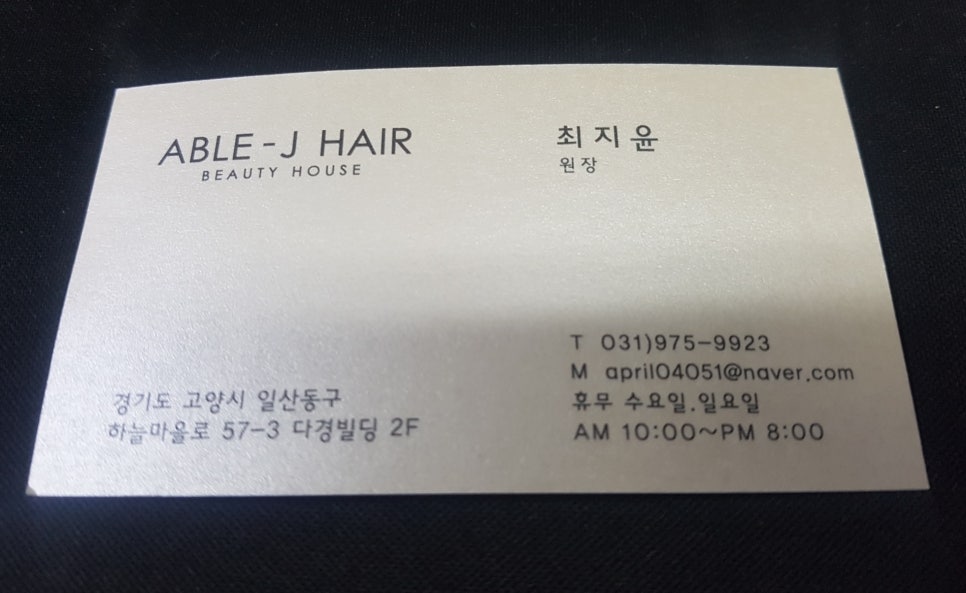 ABLE-J HAIR
BEAUTY HOUSE
최지윤
원장
경기도 고양시 일산동구
하늘마을로 57-3 다경빌딩 2F
T 031)975-9923
M april04051@naver.com
휴무 수요일.일요일
AM 10:00~PM 8:00